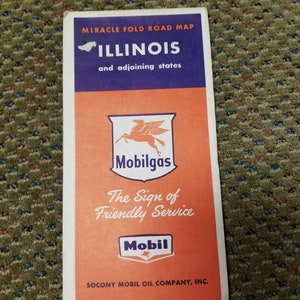 MIRACLE FOLD ROAD MAP
ILLINOIS
and adjoining states
Mobilgas
The Sign of
Friendly Service
Mobil
SOCONY MOBIL OIL COMPANY, INC.